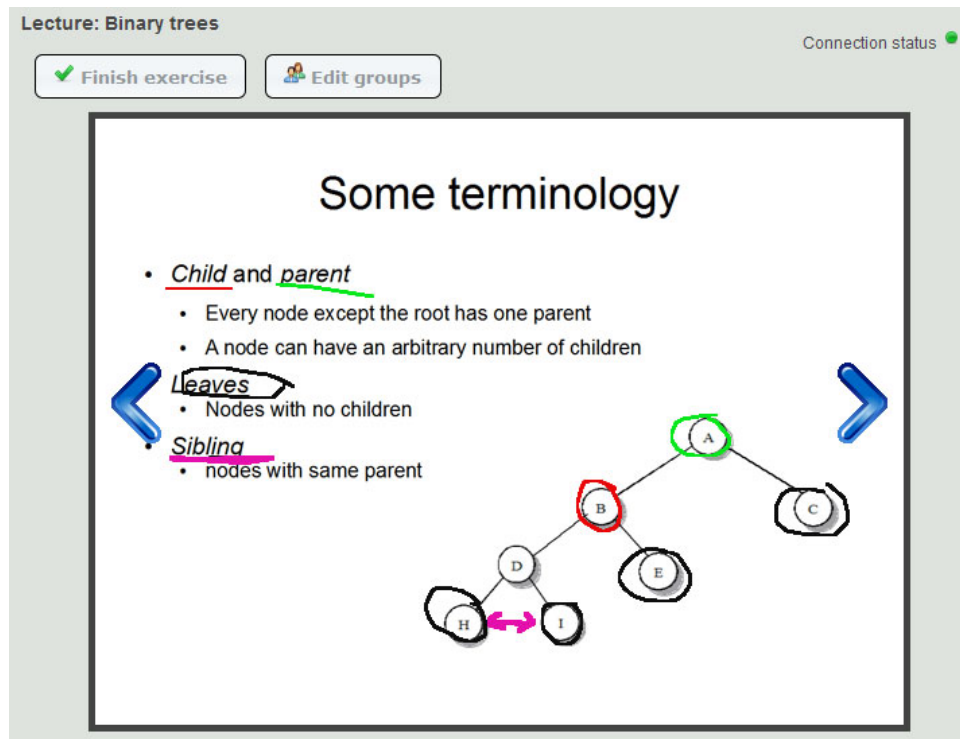 Lecture: Binary trees
Connection status
Finish exercise
Edit groups
Some terminology
• Child and parent
• Every node except the root has one parent
• A node can have an arbitrary number of children
Leaves
• Nodes with no children
• Sibling
• nodes with same parent
A
B
C
D
E
H
I